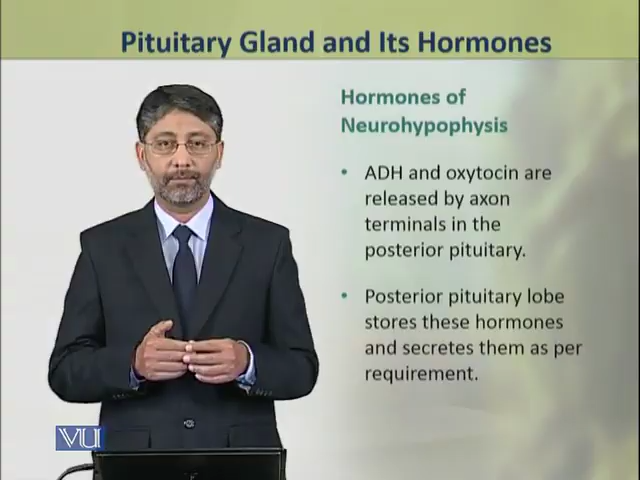 Pituitary Gland and Its Hormones
Hormones of
Neurohypophysis
• ADH and oxytocin are
released by axon
terminals in the
posterior pituitary.
• Posterior pituitary lobe
stores these hormones
and secretes them as per
requirement.
VU